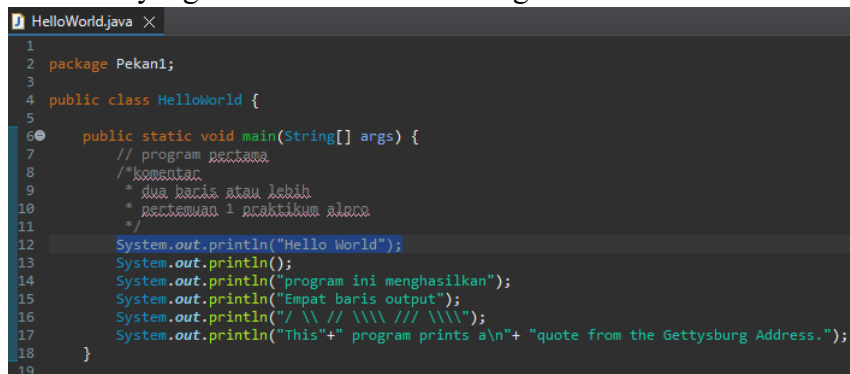 HelloWorld.java ×
1
2 package Pekan1;
3
4 public class HelloWorld {
5
6 public static void main(String[] args) {
7 // program pertama
8 /*komentar
9 * dua baris atau lebih
10 * pertemuan 1 praktikum alpro
11 */
12 System.out.println("Hello World");
13 System.out.println();
14 System.out.println("program ini menghasilkan");
15 System.out.println("Empat baris output");
16 System.out.println("/ \\ // \\\\ /// \\\\");
17 System.out.println("This"+" program prints a\n"+ "quote from the Gettysburg Address.");
18 }
19